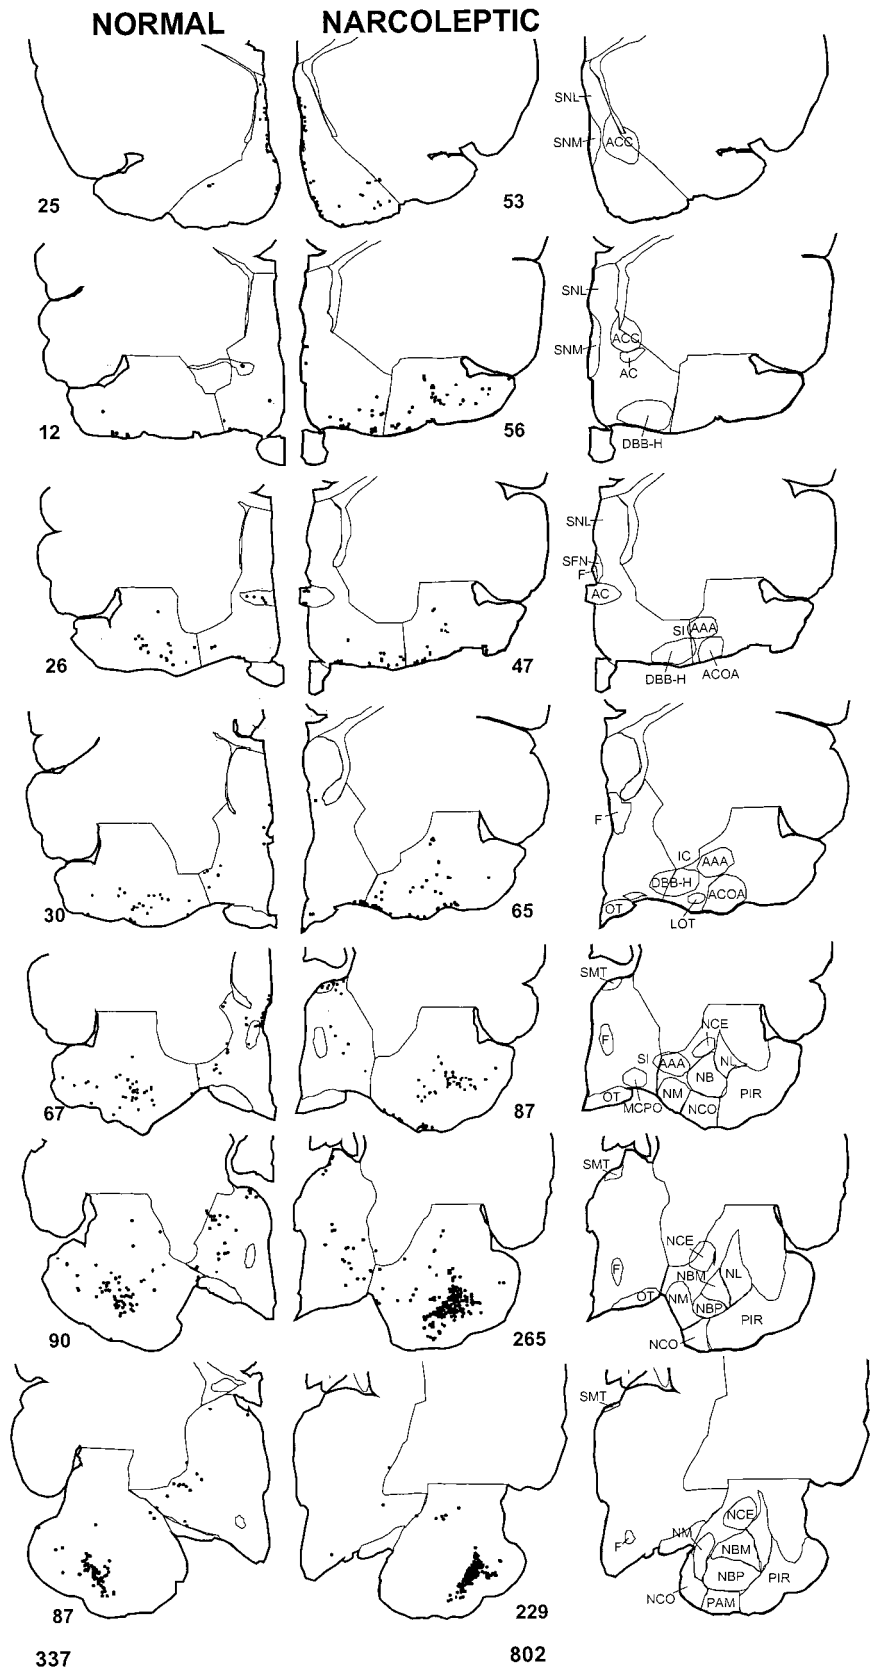 NORMAL NARCOLEPTIC
SNL
SNM ACC
25 53
SNL
SNM ACC
AC
12 56
DBB-H
SNL
SFN
F
AC
SI AAA
26 47
DBB-H ACOA
F
IC AAA
DBB-H
ACOA
30 65 OT
LOT
SMT
NCE
F
SI AAA NL
NB
OT NM PIR
67 87 MCPO NCO
SMT
NCE
F
NBM NL
OT NM
NBP PIR
90 265 NCO
SMT
NCE
NM
F NBM
NBP PIR
NCO PAM
87 229
337 802